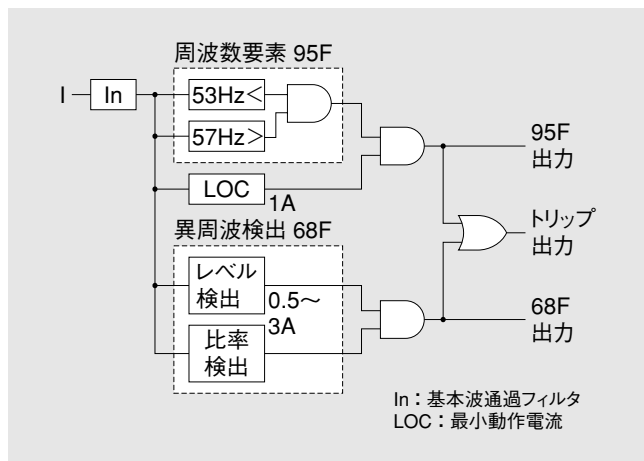 周波数要素 95F
I
In
53Hz＜
57Hz＞
95F
出力
LOC
1A
トリップ
出力
異周波検出 68F
レベル
検出
0.5〜
3A
比率
検出
68F
出力
In：基本波通過フィルタ
LOC：最小動作電流